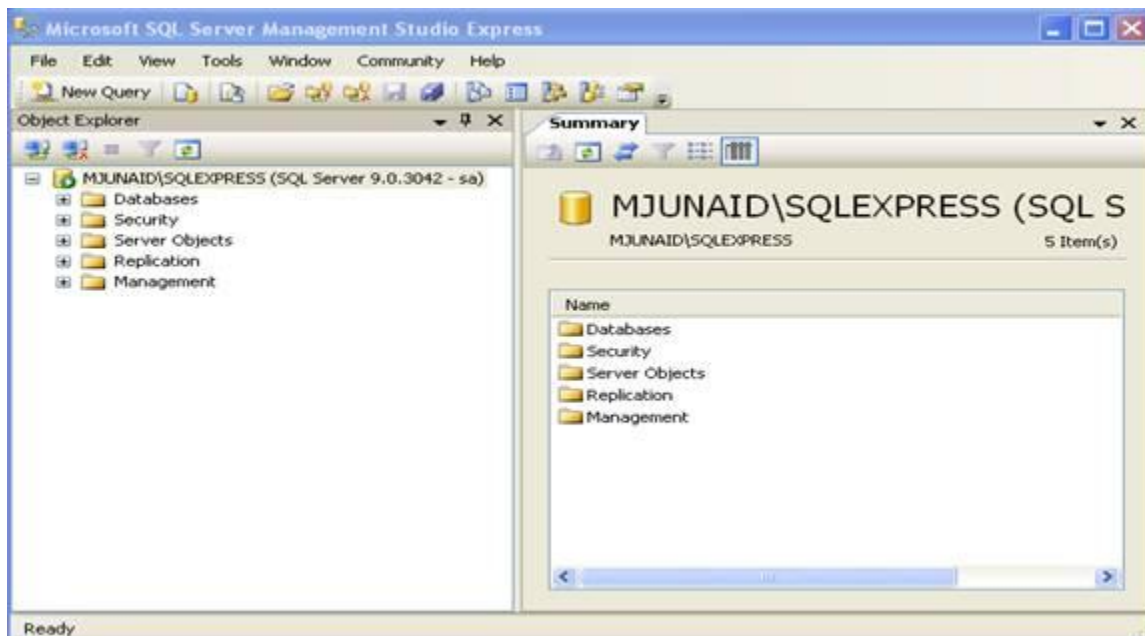 Microsoft SQL Server Management Studio Express
File Edit View Tools Window Community Help
New Query
Object Explorer
MJUNAID\SQLEXPRESS (SQL Server 9.0.3042 - sa)
Databases
Security
Server Objects
Replication
Management
Summary
MJUNAID\SQLEXPRESS (SQL S
MJUNAID\SQLEXPRESS
5 Item(s)
Name
Databases
Security
Server Objects
Replication
Management
Ready